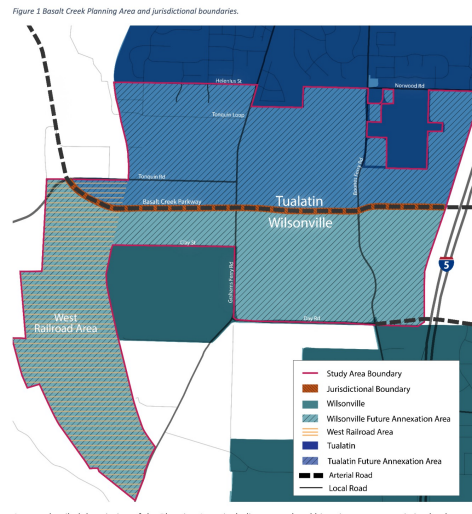 Figure 1 Basalt Creek Planning Area and jurisdictional boundaries.
Helenius St
Norwood Rd
Tonquin Loop
Boones Ferry Rd
Tonquin Rd
Basalt Creek Parkway
Tualatin
Wilsonville
Clay St
Grahams Ferry Rd
5
West
Railroad Area
Day Rd
Study Area Boundary
Jurisdictional Boundary
Wilsonville
Wilsonville Future Annexation Area
West Railroad Area
Tualatin
Tualatin Future Annexation Area
Arterial Road
Local Road